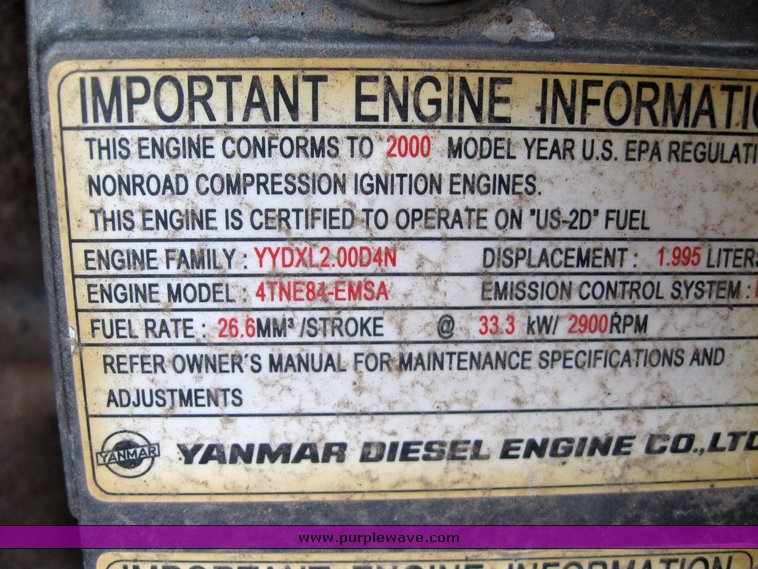 IMPORTANT ENGINE INFORMATIO
THIS ENGINE CONFORMS TO 2000 MODEL YEAR U.S. EPA REGULATI
NONROAD COMPRESSION IGNITION ENGINES.
THIS ENGINE IS CERTIFIED TO OPERATE ON "US-2D" FUEL
ENGINE FAMILY : YYDXL2.00D4N DISPLACEMENT : 1.995 LITERS
ENGINE MODEL : 4TNE84-EMSA EMISSION CONTROL SYSTEM :
FUEL RATE : 26.6MM³ /STROKE @ 33.3 kW/ 2900RPM
REFER OWNER'S MANUAL FOR MAINTENANCE SPECIFICATIONS AND
ADJUSTMENTS
YANMAR YANMAR DIESEL ENGINE CO.,LTD
www.purplewave.com
IMPORTANT ENGINE INFORMATION